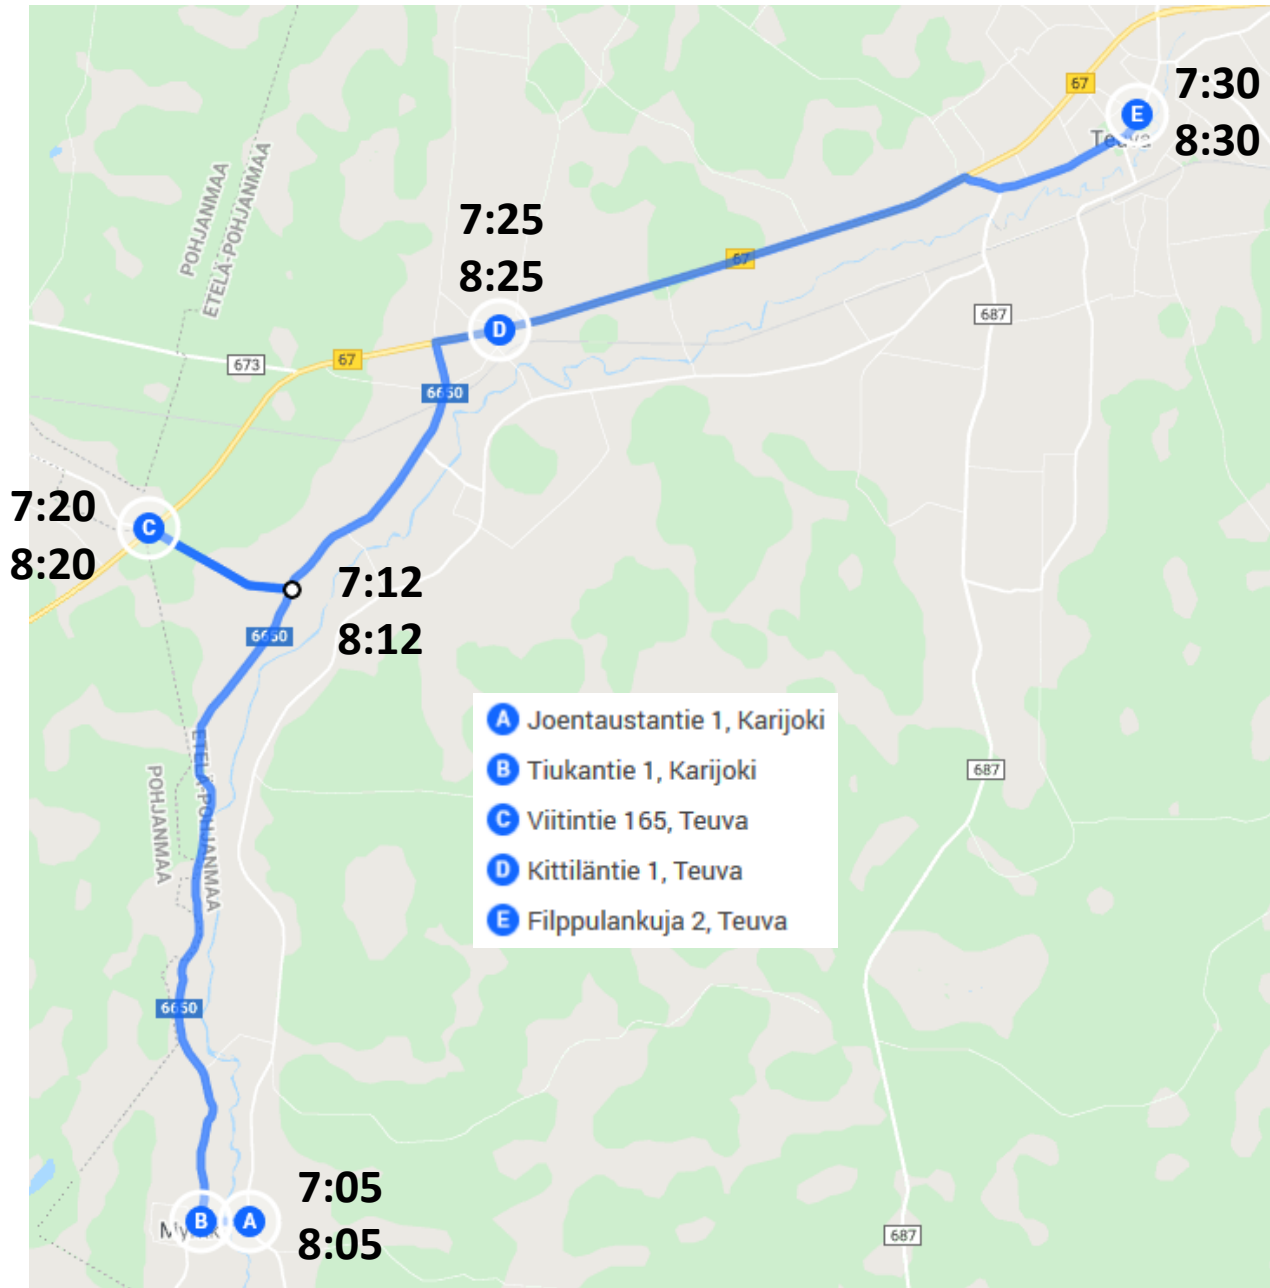 67
E
7:30
Teuva
8:30
POHJANMAA
ETELÄ-POHJANMAA
7:25
8:25
67
D
687
673
67
6650
7:20
C
8:20
7:12
6650
8:12
A Joentaustantie 1, Karijoki
B Tiukantie 1, Karijoki
C Viitintie 165, Teuva
D Kittiläntie 1, Teuva
E Filppulankuja 2, Teuva
ETELÄ-POHJANMAA
POHJANMAA
687
6650
7:05
B
A
8:05
687